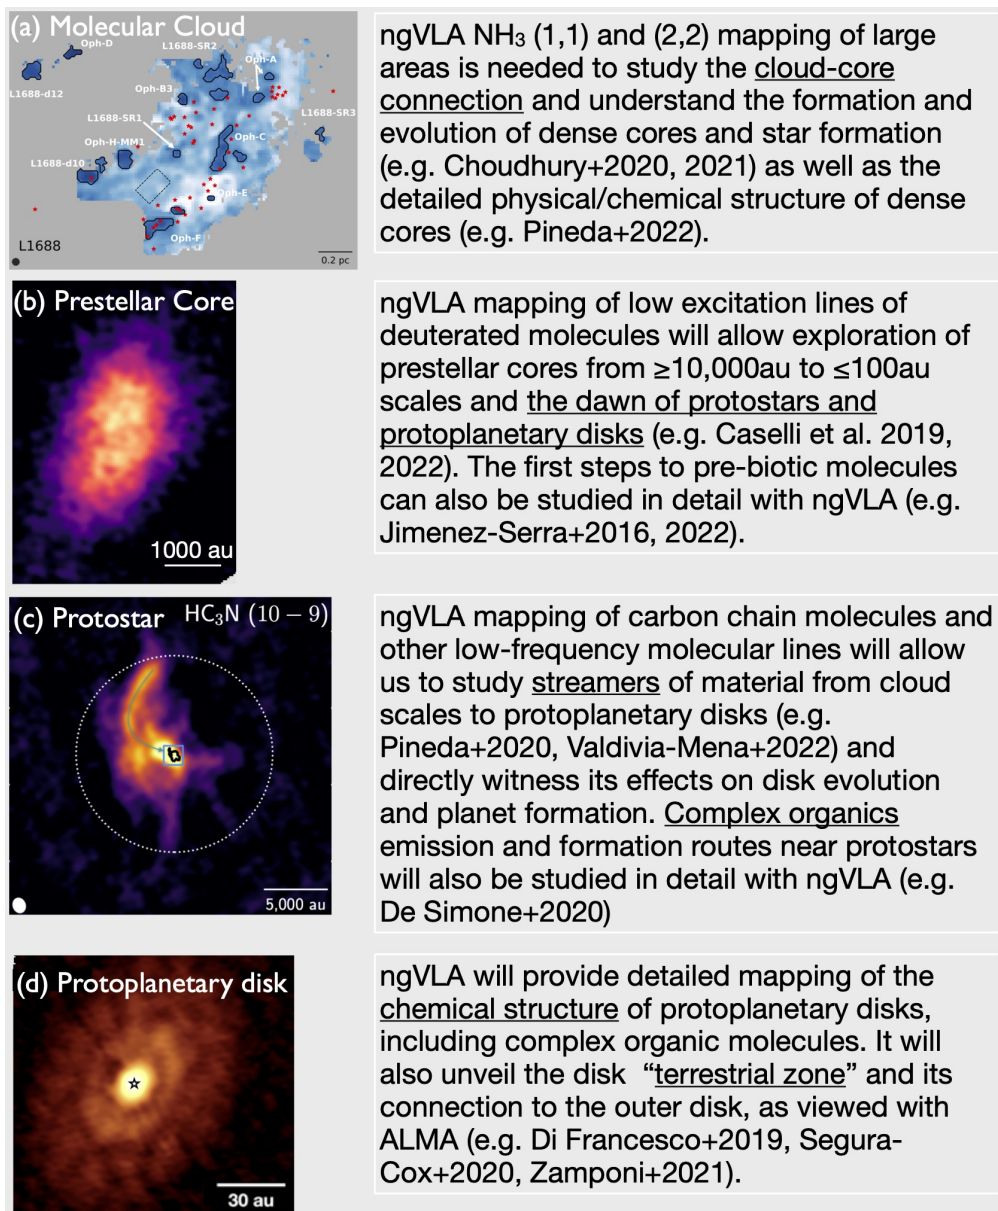 (a) Molecular Cloud
Oph-D
L1688-SR2
Oph-A
L1688-d12
Oph-B3
L1688-SR1
L1688-SR3
Oph-H-MM1
Oph-C
L1688-d10
Oph-E
Oph-F
L1688
0.2 pc
ngVLA NH₃ (1,1) and (2,2) mapping of large
areas is needed to study the cloud-core
connection and understand the formation and
evolution of dense cores and star formation
(e.g. Choudhury+2020, 2021) as well as the
detailed physical/chemical structure of dense
cores (e.g. Pineda+2022).
(b) Prestellar Core
1000 au
ngVLA mapping of low excitation lines of
deuterated molecules will allow exploration of
prestellar cores from ≥10,000au to ≤100au
scales and the dawn of protostars and
protoplanetary disks (e.g. Caselli et al. 2019,
2022). The first steps to pre-biotic molecules
can also be studied in detail with ngVLA (e.g.
Jimenez-Serra+2016, 2022).
(c) Protostar HC₃N (10 − 9)
5,000 au
ngVLA mapping of carbon chain molecules and
other low-frequency molecular lines will allow
us to study streamers of material from cloud
scales to protoplanetary disks (e.g.
Pineda+2020, Valdivia-Mena+2022) and
directly witness its effects on disk evolution
and planet formation. Complex organics
emission and formation routes near protostars
will also be studied in detail with ngVLA (e.g.
De Simone+2020)
(d) Protoplanetary disk
30 au
ngVLA will provide detailed mapping of the
chemical structure of protoplanetary disks,
including complex organic molecules. It will
also unveil the disk “terrestrial zone” and its
connection to the outer disk, as viewed with
ALMA (e.g. Di Francesco+2019, Segura-
Cox+2020, Zamponi+2021).